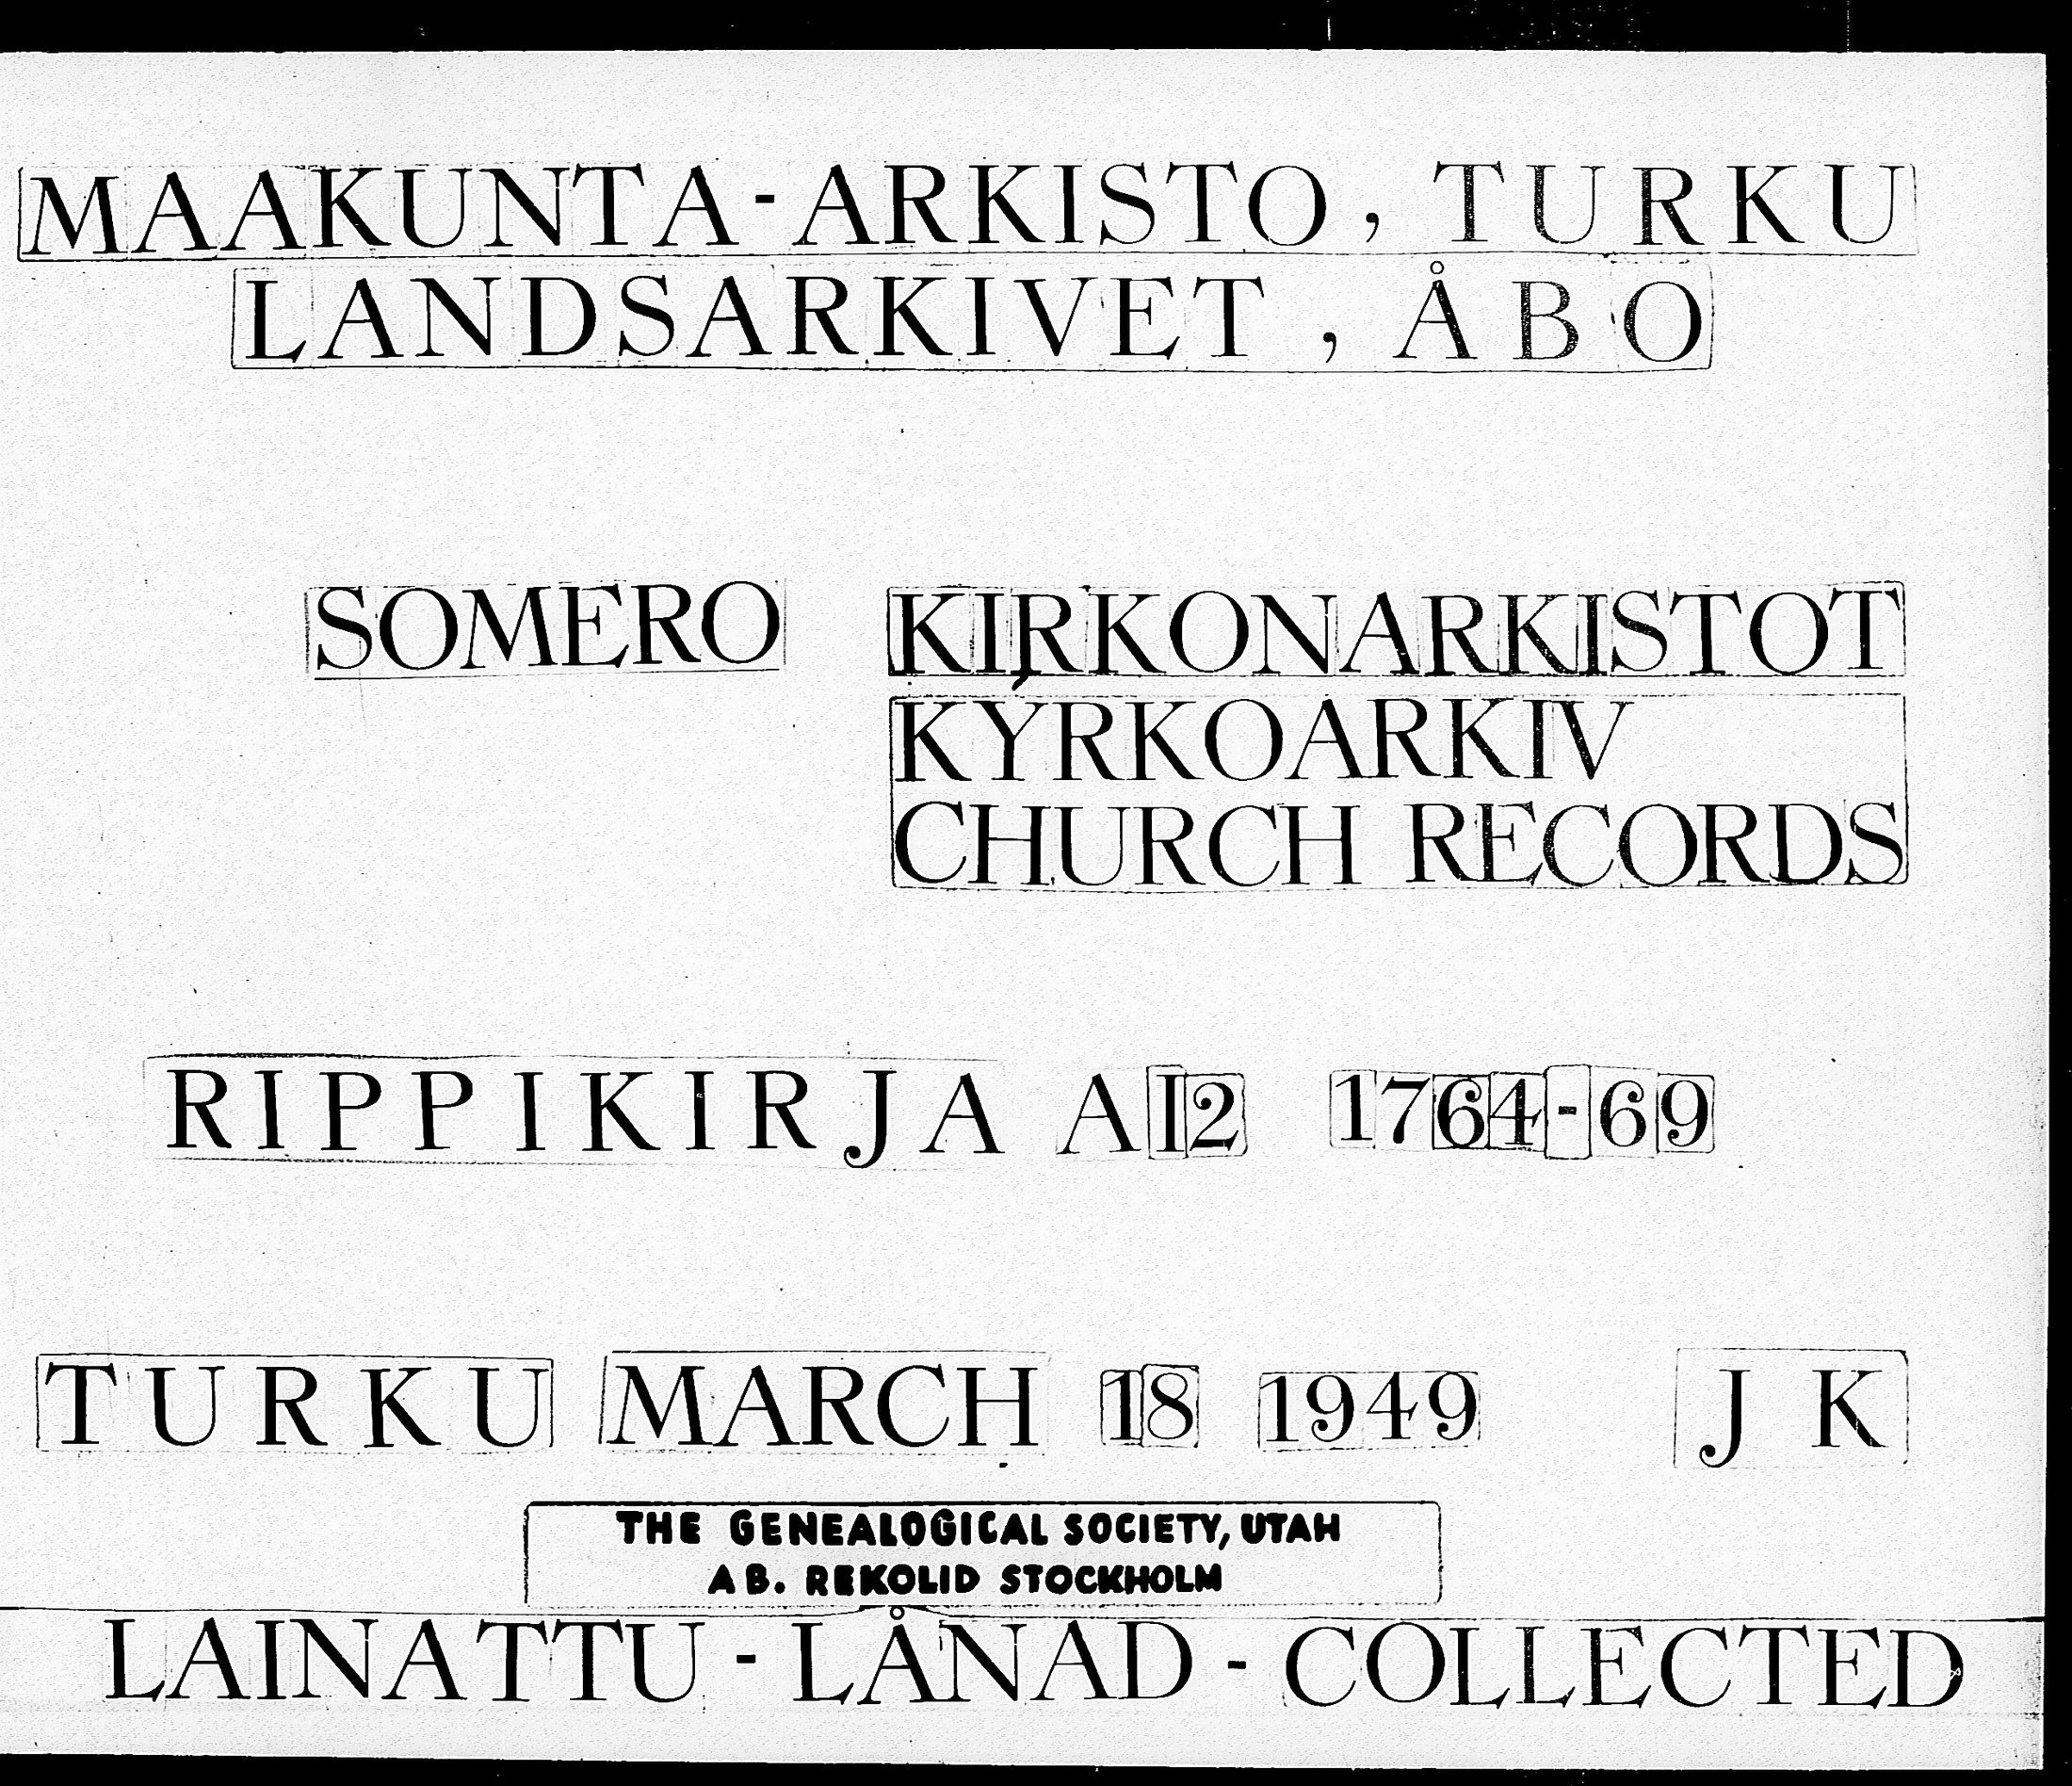 MAAKUNTA-ARKISTO, TURKU
LANDSARKIVET, ÅBO
SOMERO KIRKONARKISTOT
KYRKOARKIV
CHURCH RECORDS
RIPPIKIRJA AI2 1764-69
TURKU MARCH 18 1949 J K
THE GENEALOGICAL SOCIETY, UTAH
AB. REKOLID STOCKHOLM
LAINATTU - LÅNAD - COLLECTED